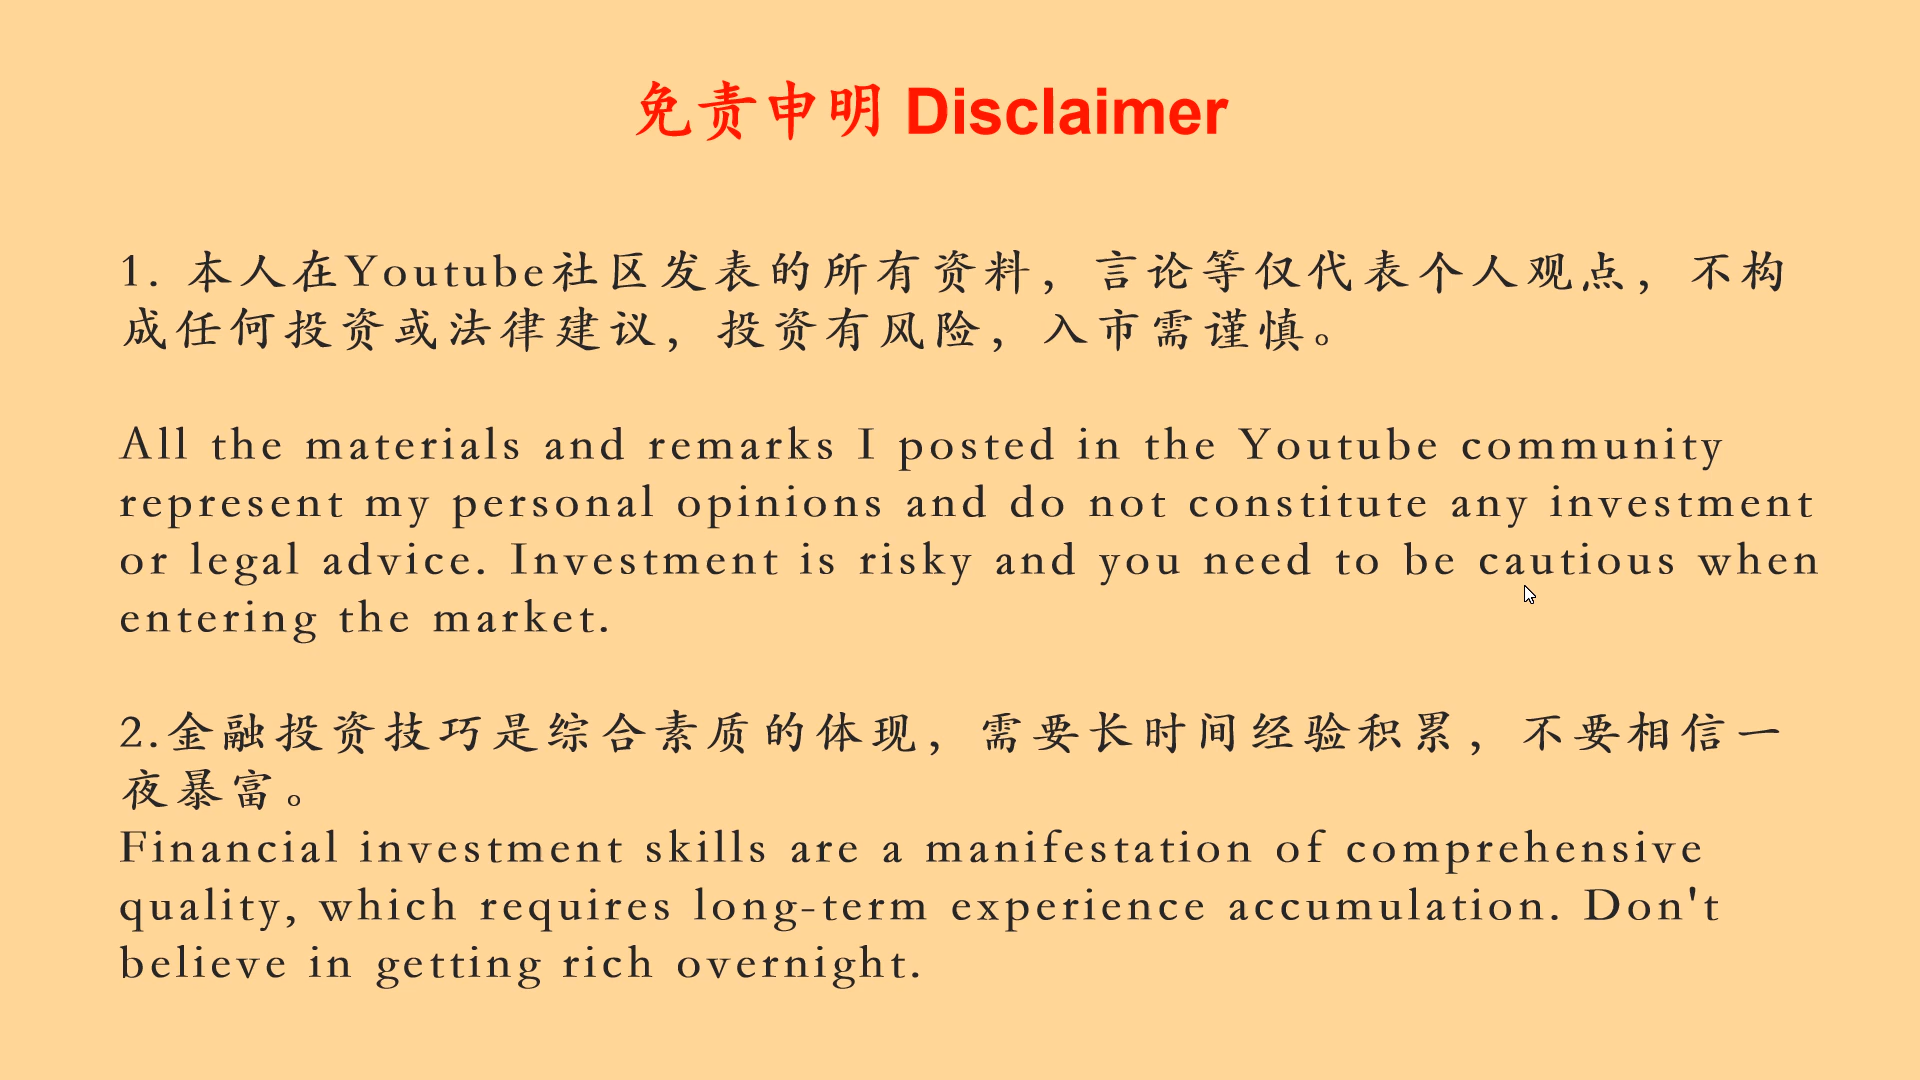 免责申明 Disclaimer
1. 本人在Youtube社区发表的所有资料，言论等仅代表个人观点，不构
成任何投资或法律建议，投资有风险，入市需谨慎。
All the materials and remarks I posted in the Youtube community
represent my personal opinions and do not constitute any investment
or legal advice. Investment is risky and you need to be cautious when
entering the market.
2.金融投资技巧是综合素质的体现，需要长时间经验积累，不要相信一
夜暴富。
Financial investment skills are a manifestation of comprehensive
quality, which requires long-term experience accumulation. Don't
believe in getting rich overnight.